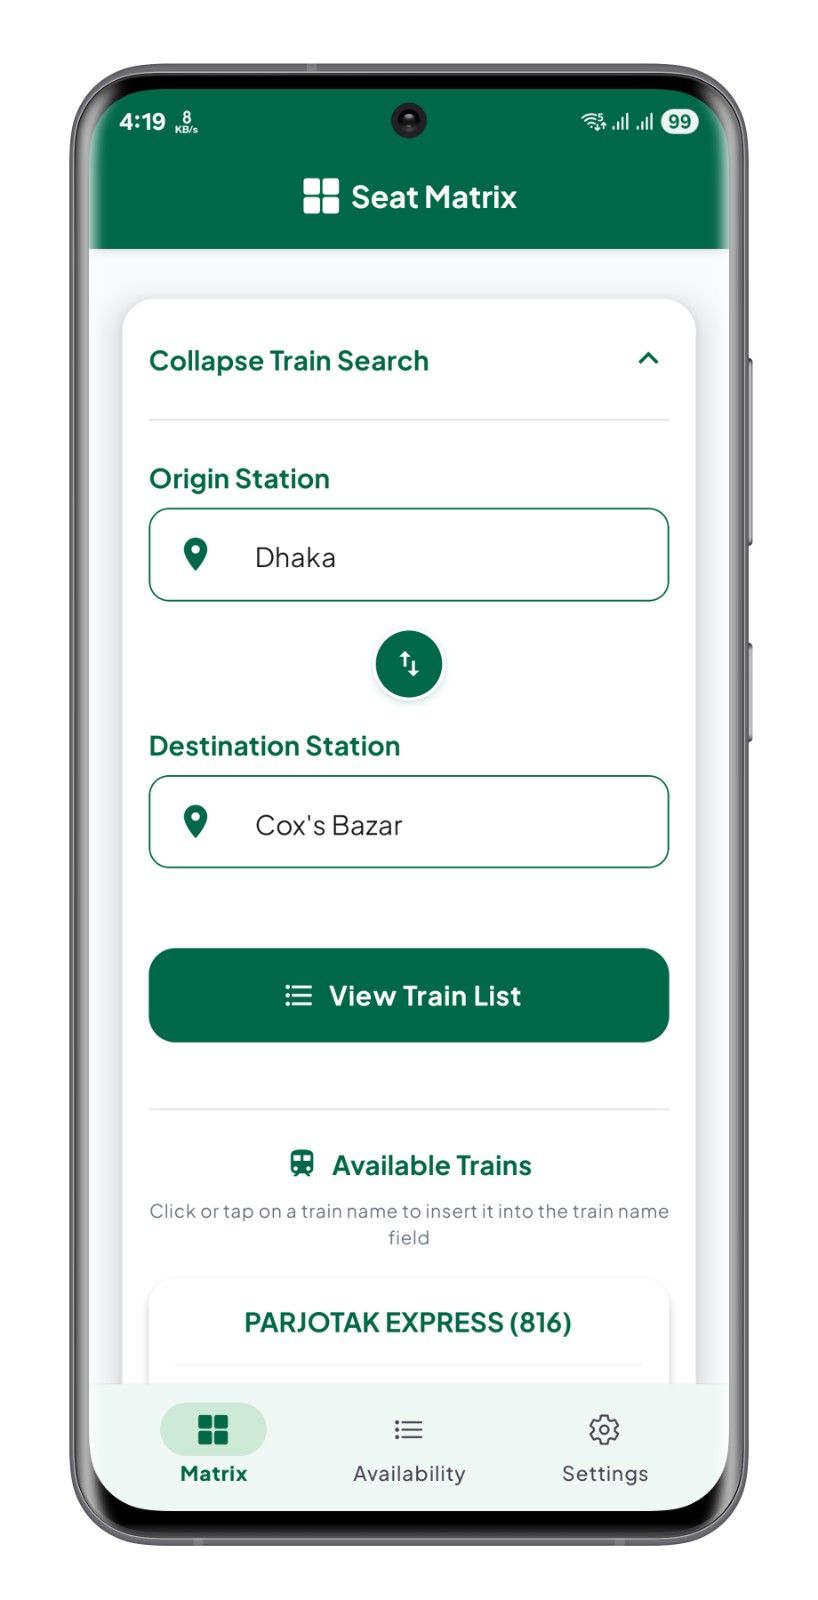 4:19 8 KB/s 5 99
Seat Matrix
Collapse Train Search
Origin Station
Dhaka
Destination Station
Cox's Bazar
View Train List
Available Trains
Click or tap on a train name to insert it into the train name
field
PARJOTAK EXPRESS (816)
Matrix Availability Settings